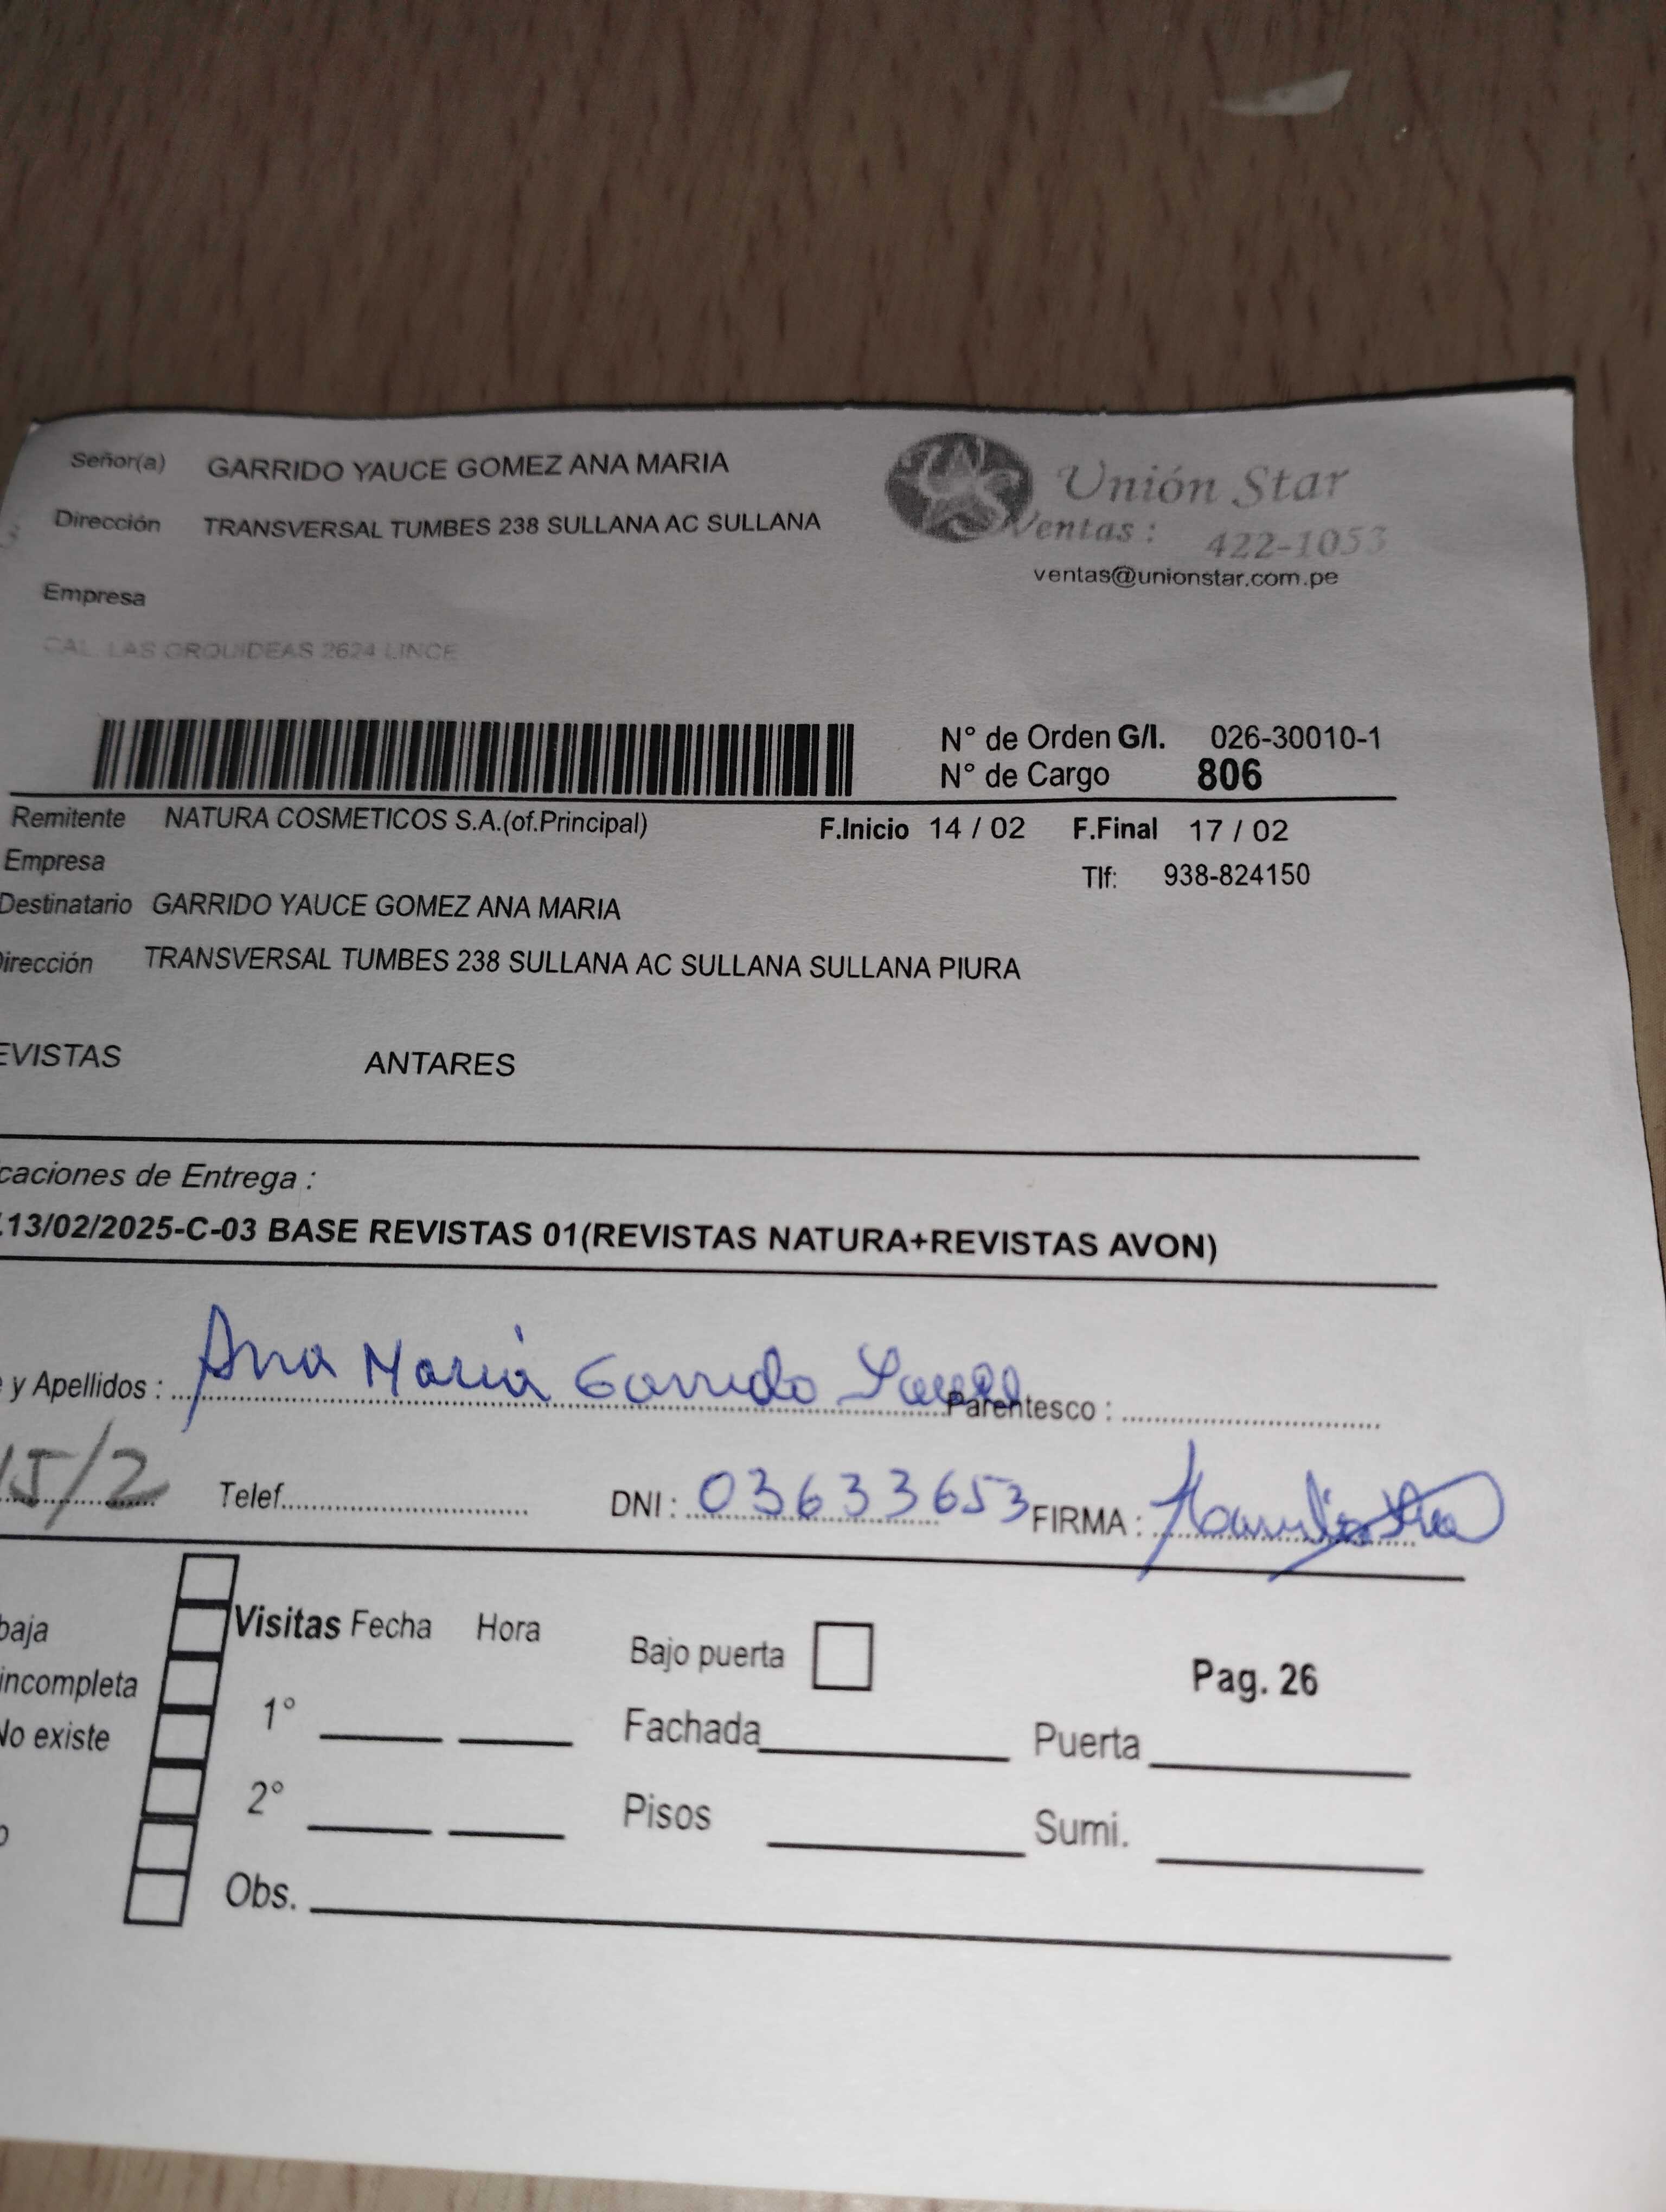 Señor(a) GARRIDO YAUCE GOMEZ ANA MARIA
Unión Star
Dirección TRANSVERSAL TUMBES 238 SULLANA AC SULLANA
Ventas : 422-1053
ventas@unionstar.com.pe
Empresa
CAL. LAS ORQUIDEAS 2624 LINCE
N° de Orden G/I. 026-30010-1
N° de Cargo 806
Remitente NATURA COSMETICOS S.A.(of.Principal) F.Inicio 14 / 02 F.Final 17 / 02
Empresa Tlf: 938-824150
Destinatario GARRIDO YAUCE GOMEZ ANA MARIA
irección TRANSVERSAL TUMBES 238 SULLANA AC SULLANA SULLANA PIURA
EVISTAS ANTARES
caciones de Entrega :
.13/02/2025-C-03 BASE REVISTAS 01(REVISTAS NATURA+REVISTAS AVON)
y Apellidos : Ana María Garrido Parentesco :
15/2 Telef. DNI : 03633653 FIRMA :
baja Visitas Fecha Hora Bajo puerta
incompleta Pag. 26
No existe 1° Fachada Puerta
2° Pisos Sumi.
o
Obs.